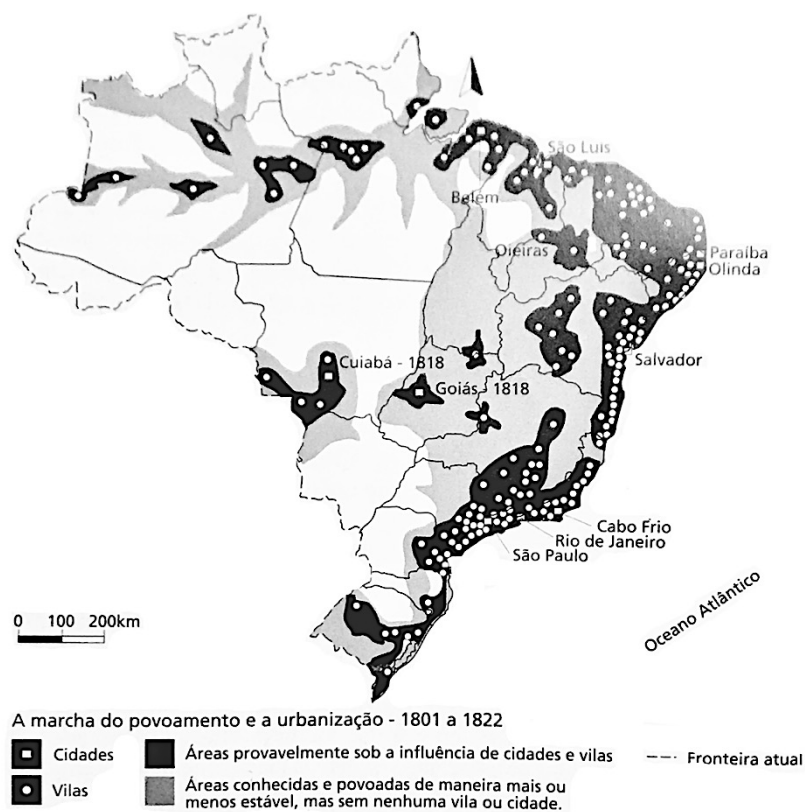 São Luis
Belém
Oieiras
Paraíba
Olinda
Salvador
Cuiabá - 1818
Goiás - 1818
Cabo Frio
Rio de Janeiro
São Paulo
Oceano Atlântico
0 100 200km
A marcha do povoamento e a urbanização - 1801 a 1822
Cidades
Áreas provavelmente sob a influência de cidades e vilas
Fronteira atual
Vilas
Áreas conhecidas e povoadas de maneira mais ou
menos estável, mas sem nenhuma vila ou cidade.